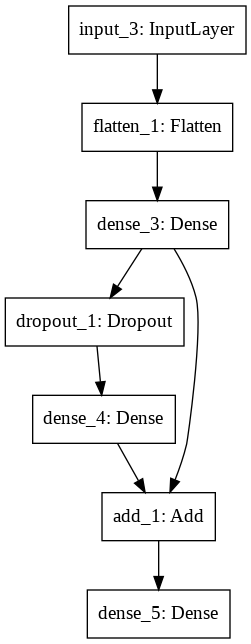 input_3: InputLayer
flatten_1: Flatten
dense_3: Dense
dropout_1: Dropout
dense_4: Dense
add_1: Add
dense_5: Dense